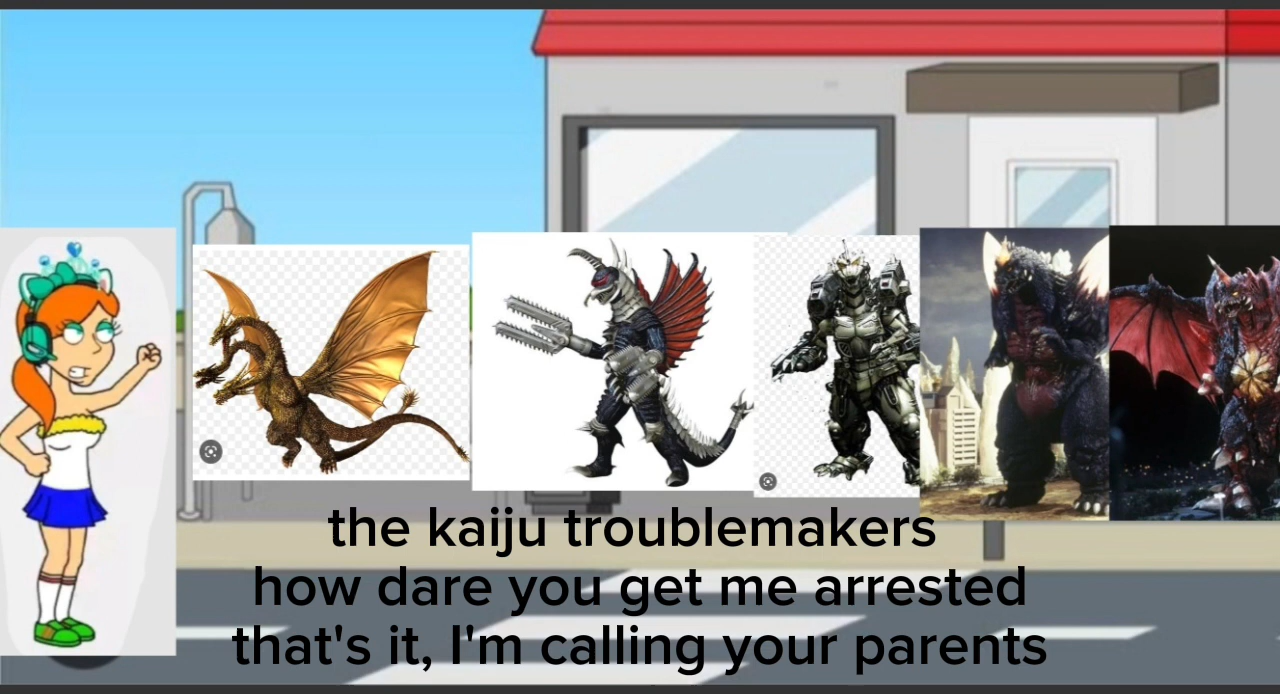 the kaiju troublemakers
how dare you get me arrested
that's it, I'm calling your parents